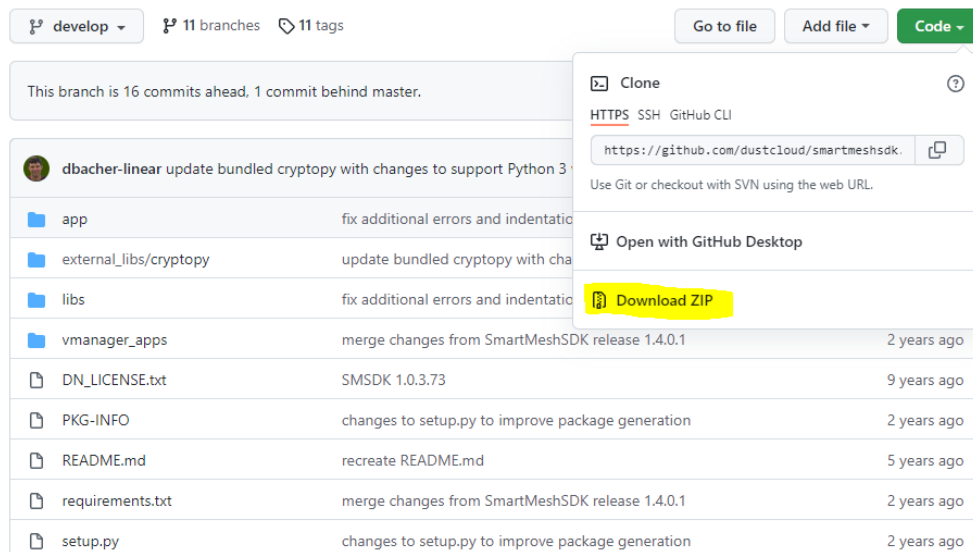 develop 11 branches 11 tags Go to file Add file Code
This branch is 16 commits ahead, 1 commit behind master.
Clone
HTTPS SSH GitHub CLI
https://github.com/dustcloud/smartmeshsdk.
Use Git or checkout with SVN using the web URL.
Open with GitHub Desktop
Download ZIP
dbacher-linear update bundled cryptopy with changes to support Python 3
app fix additional errors and
external_libs/cryptopy update bundled cryptopy with
libs fix additional errors and
vmanager_apps merge changes from SmartMeshSDK release 1.4.0.1 2 years ago
DN_LICENSE.txt SMSDK 1.0.3.73 9 years ago
PKG-INFO changes to setup.py to improve package generation 2 years ago
README.md recreate README.md 5 years ago
requirements.txt merge changes from SmartMeshSDK release 1.4.0.1 2 years ago
setup.py changes to setup.py to improve package generation 2 years ago